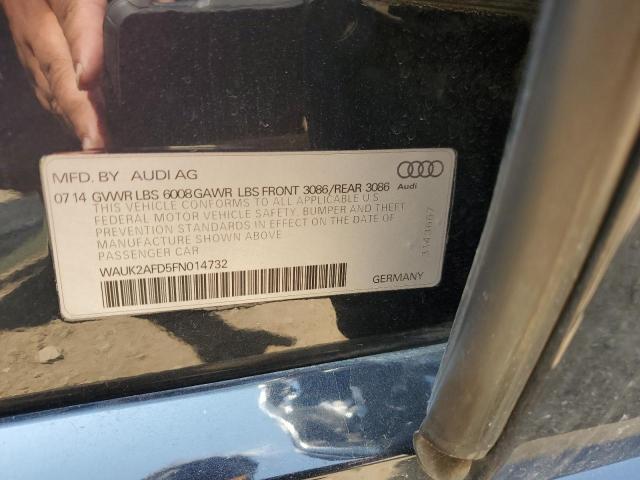 MFD. BY AUDI AG
Audi
07 14 GVWR LBS 6008 GAWR LBS FRONT 3086/REAR 3086
THIS VEHICLE CONFORMS TO ALL APPLICABLE U.S.
FEDERAL MOTOR VEHICLE SAFETY, BUMPER AND THEFT
PREVENTION STANDARDS IN EFFECT ON THE DATE OF
MANUFACTURE SHOWN ABOVE
PASSENGER CAR
WAUK2AFD5FN014732
GERMANY